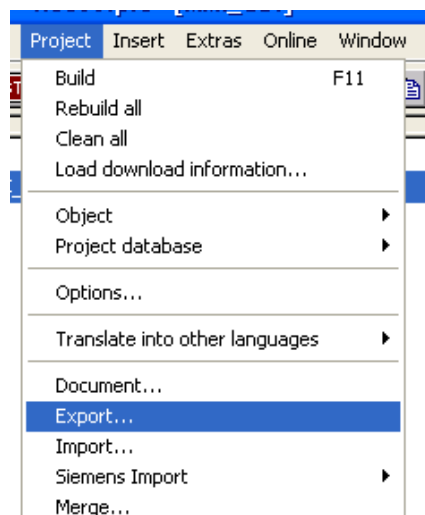 Project Insert Extras Online Window
Build F11
Rebuild all
Clean all
Load download information...
Object
Project database
Options...
Translate into other languages
Document...
Export...
Import...
Siemens Import
Merge...